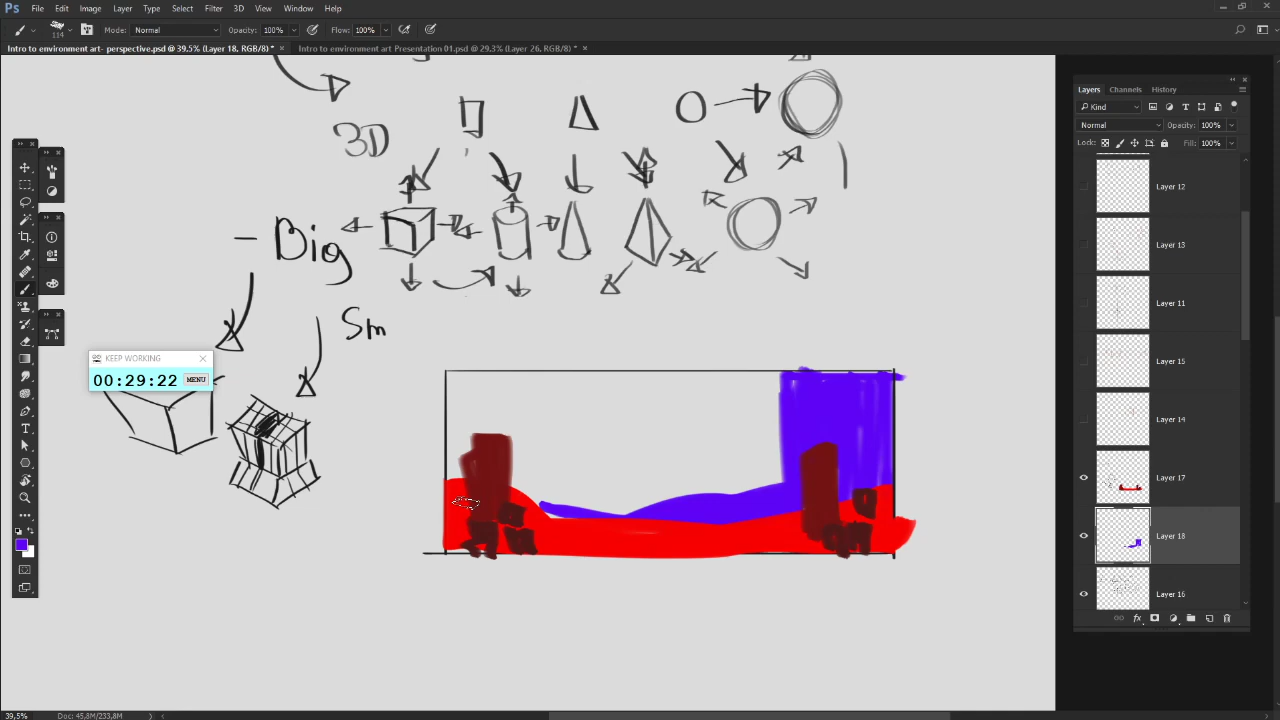 Ps File Edit Image Layer Type Select Filter 3D View Window Help
114 Mode: Normal Opacity: 100% Flow: 100%
Intro to environment art- perspective.psd @ 39,5% (Layer 18, RGB/8) * × Intro to environment art Presentation 01.psd @ 29,3% (Layer 26, RGB/8) * ×
Layers Channels History
Kind
Normal Opacity: 100%
Lock: Fill: 100%
3D
Layer 12
- Big
Layer 13
Layer 11
Sm
KEEP WORKING
00:29:22 MENU
Layer 15
Layer 14
Layer 17
Layer 18
Layer 16
39,5% Doc: 45,8M/233,8M